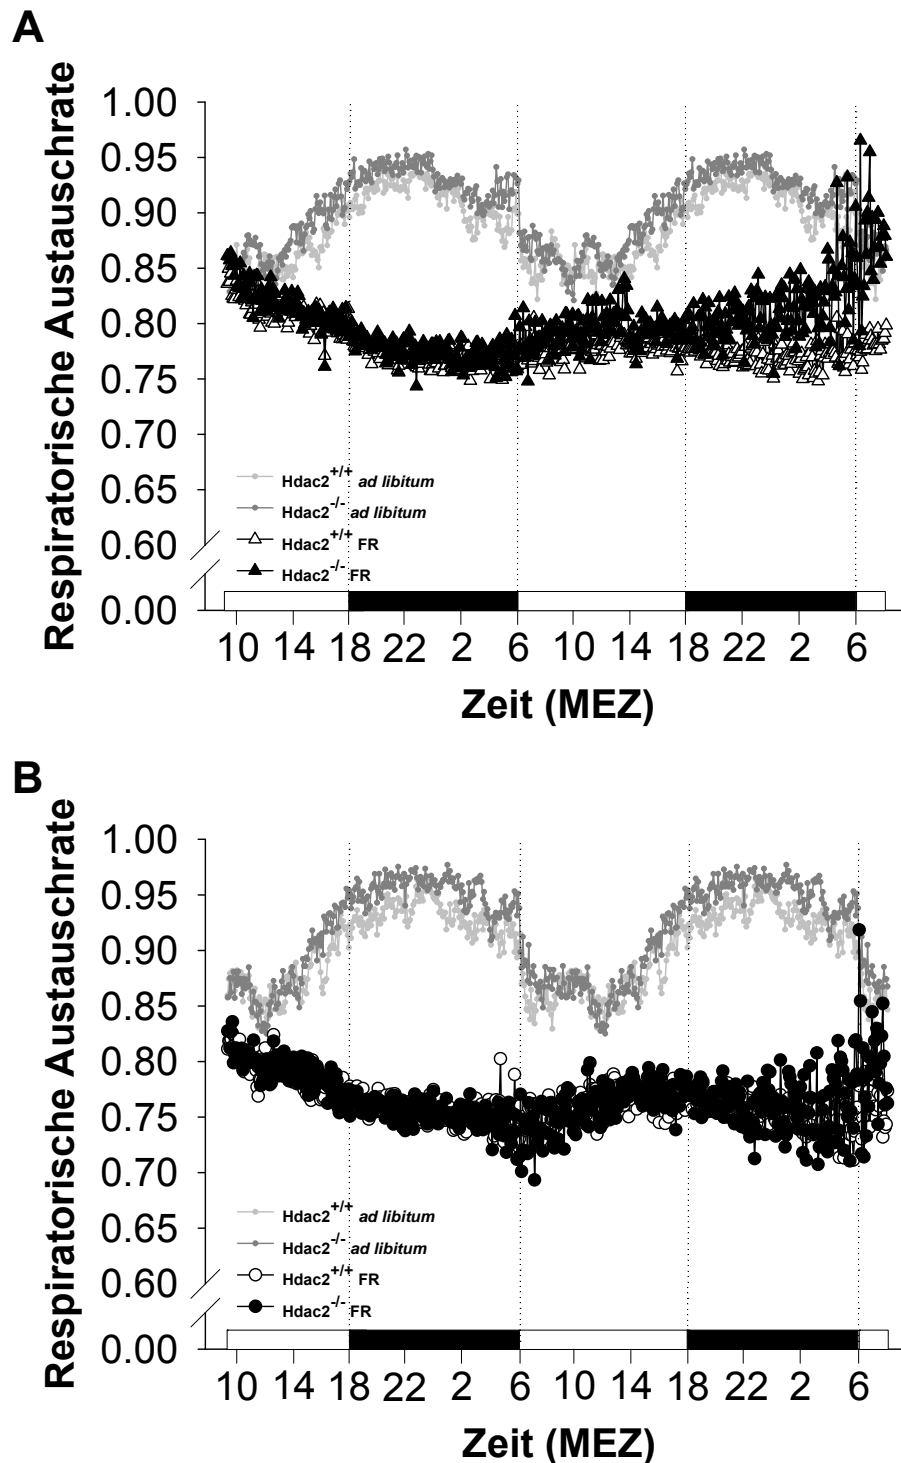 A
Respiratorische Austauschrate
1.00
0.95
0.90
0.85
0.80
0.75
0.70
0.65
0.60
0.00
Hdac2+/+ ad libitum
Hdac2-/- ad libitum
Hdac2+/+ FR
Hdac2-/- FR
10 14 18 22 2 6 10 14 18 22 2 6
Zeit (MEZ)
B
Respiratorische Austauschrate
1.00
0.95
0.90
0.85
0.80
0.75
0.70
0.65
0.60
0.00
Hdac2+/+ ad libitum
Hdac2-/- ad libitum
Hdac2+/+ FR
Hdac2-/- FR
10 14 18 22 2 6 10 14 18 22 2 6
Zeit (MEZ)